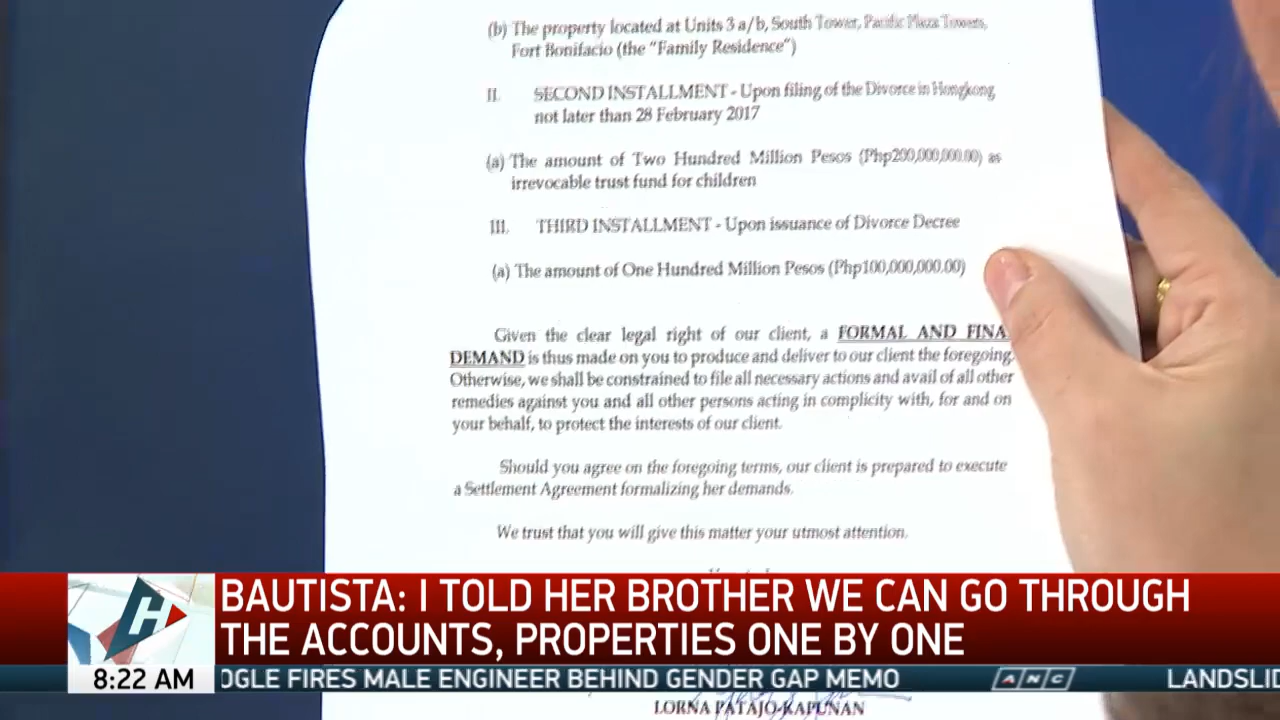 (b) The property located at Units 3 a/b, South Tower, Pacific Plaza Towers,
Fort Bonifacio (the "Family Residence")
II. SECOND INSTALLMENT - Upon filing of the Divorce in Hongkong
not later than 28 February 2017
(a) The amount of Two Hundred Million Pesos (Php200,000,000.00) as
irrevocable trust fund for children
III. THIRD INSTALLMENT - Upon issuance of Divorce Decree
(a) The amount of One Hundred Million Pesos (Php100,000,000.00)
Given the clear legal right of our client, a FORMAL AND FINA
DEMAND is thus made on you to produce and deliver to our client the foregoing.
Otherwise, we shall be constrained to file all necessary actions and avail of all other
remedies against you and all other persons acting in complicity with, for and on
your behalf, to protect the interests of our client.
Should you agree on the foregoing terms, our client is prepared to execute
a Settlement Agreement formalizing her demands.
We trust that you will give this matter your utmost attention.
BAUTISTA: I TOLD HER BROTHER WE CAN GO THROUGH
THE ACCOUNTS, PROPERTIES ONE BY ONE
8:22 AM OGLE FIRES MALE ENGINEER BEHIND GENDER GAP MEMO ANC LANDSLID
LORNA PATAJO-KAPUNAN